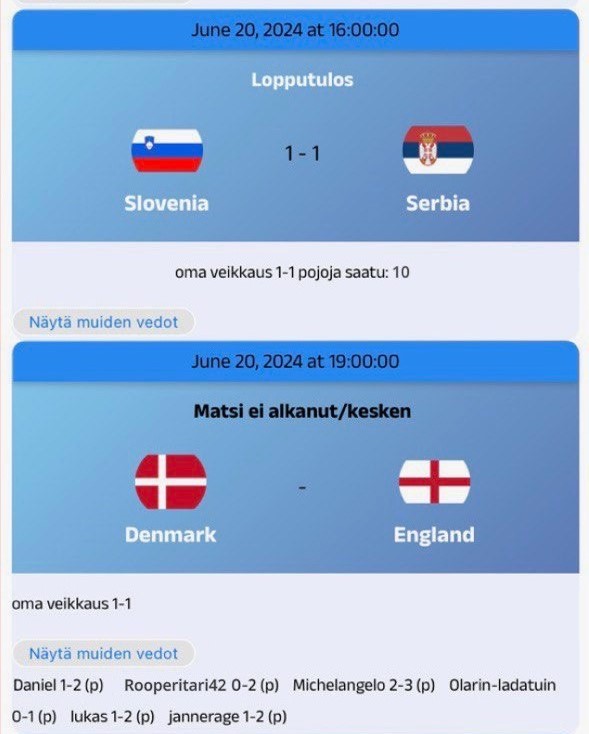 June 20, 2024 at 16:00:00
Lopputulos
1 - 1
Slovenia Serbia
oma veikkaus 1-1 pojoja saatu: 10
Näytä muiden vedot
June 20, 2024 at 19:00:00
Matsi ei alkanut/kesken
-
Denmark England
oma veikkaus 1-1
Näytä muiden vedot
Daniel 1-2 (p) Rooperitari42 0-2 (p) Michelangelo 2-3 (p) Olarin-ladatuin
0-1 (p) lukas 1-2 (p) jannerage 1-2 (p)